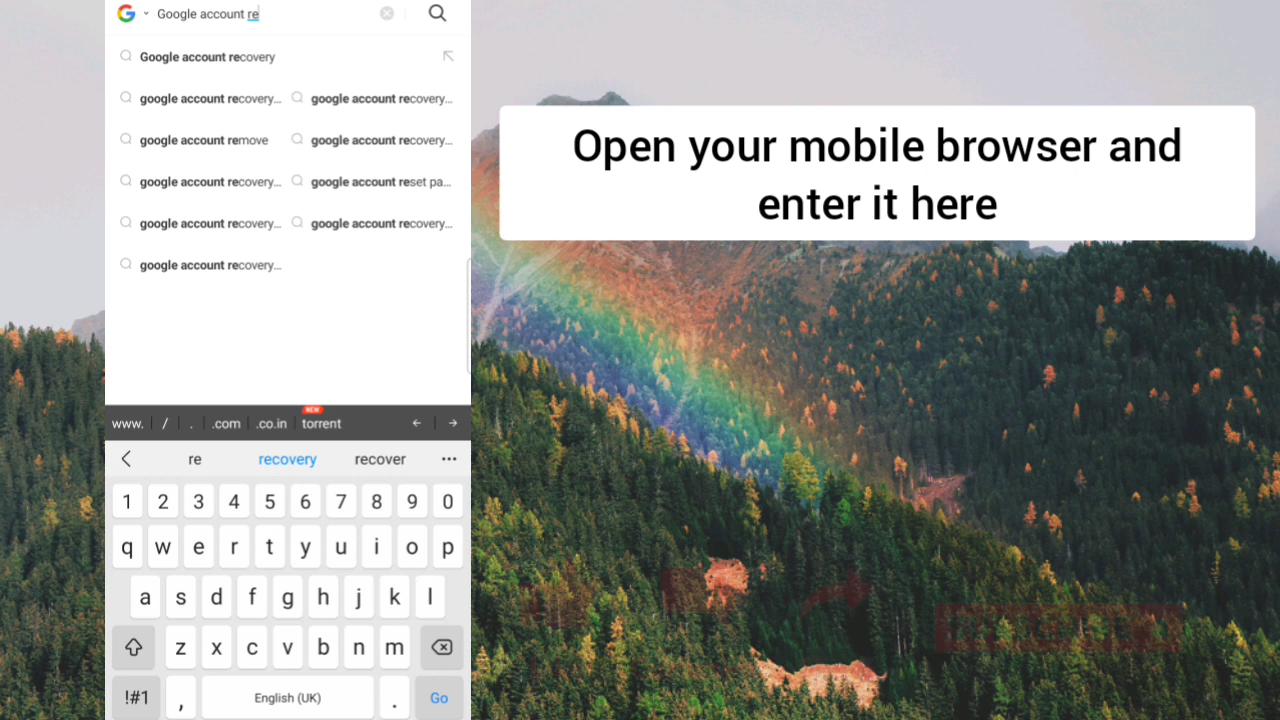 Google account re
Google account recovery
google account recovery... google account recovery...
google account remove google account recovery...
google account recovery... google account reset pa...
google account recovery... google account recovery...
google account recovery...
NEW
www. / . .com .co.in torrent ← →
re recovery recover ...
1 2 3 4 5 6 7 8 9 0
q w e r t y u i o p
a s d f g h j k l
z x c v b n m
!#1 , English (UK) . Go
Open your mobile browser and
enter it here